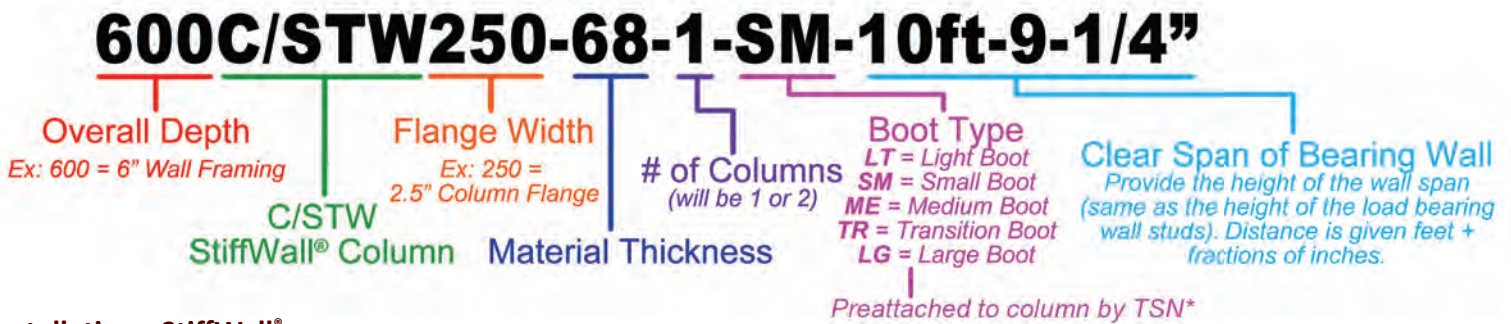 600C/STW250-68-1-SM-10ft-9-1/4”
Overall Depth
Ex: 600 = 6” Wall Framing
C/STW
StiffWall® Column
Flange Width
Ex: 250 =
2.5” Column Flange
Material Thickness
# of Columns
(will be 1 or 2)
Boot Type
LT = Light Boot
SM = Small Boot
ME = Medium Boot
TR = Transition Boot
LG = Large Boot
Preattached to column by TSN*
Clear Span of Bearing Wall
Provide the height of the wall span
(same as the height of the load bearing
wall studs). Distance is given feet +
fractions of inches.